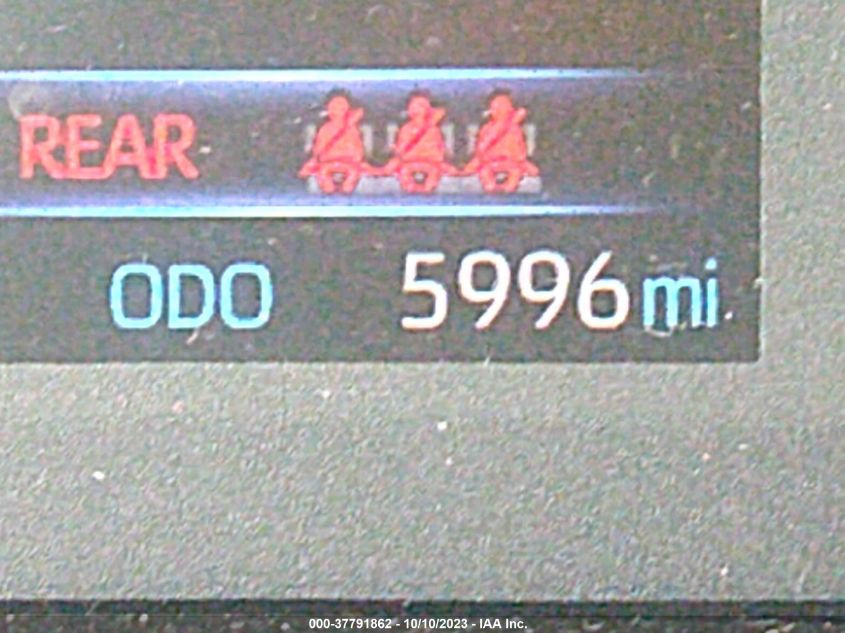 REAR
ODO 5996 mi
000-37791862 - 10/10/2023 - IAA Inc.